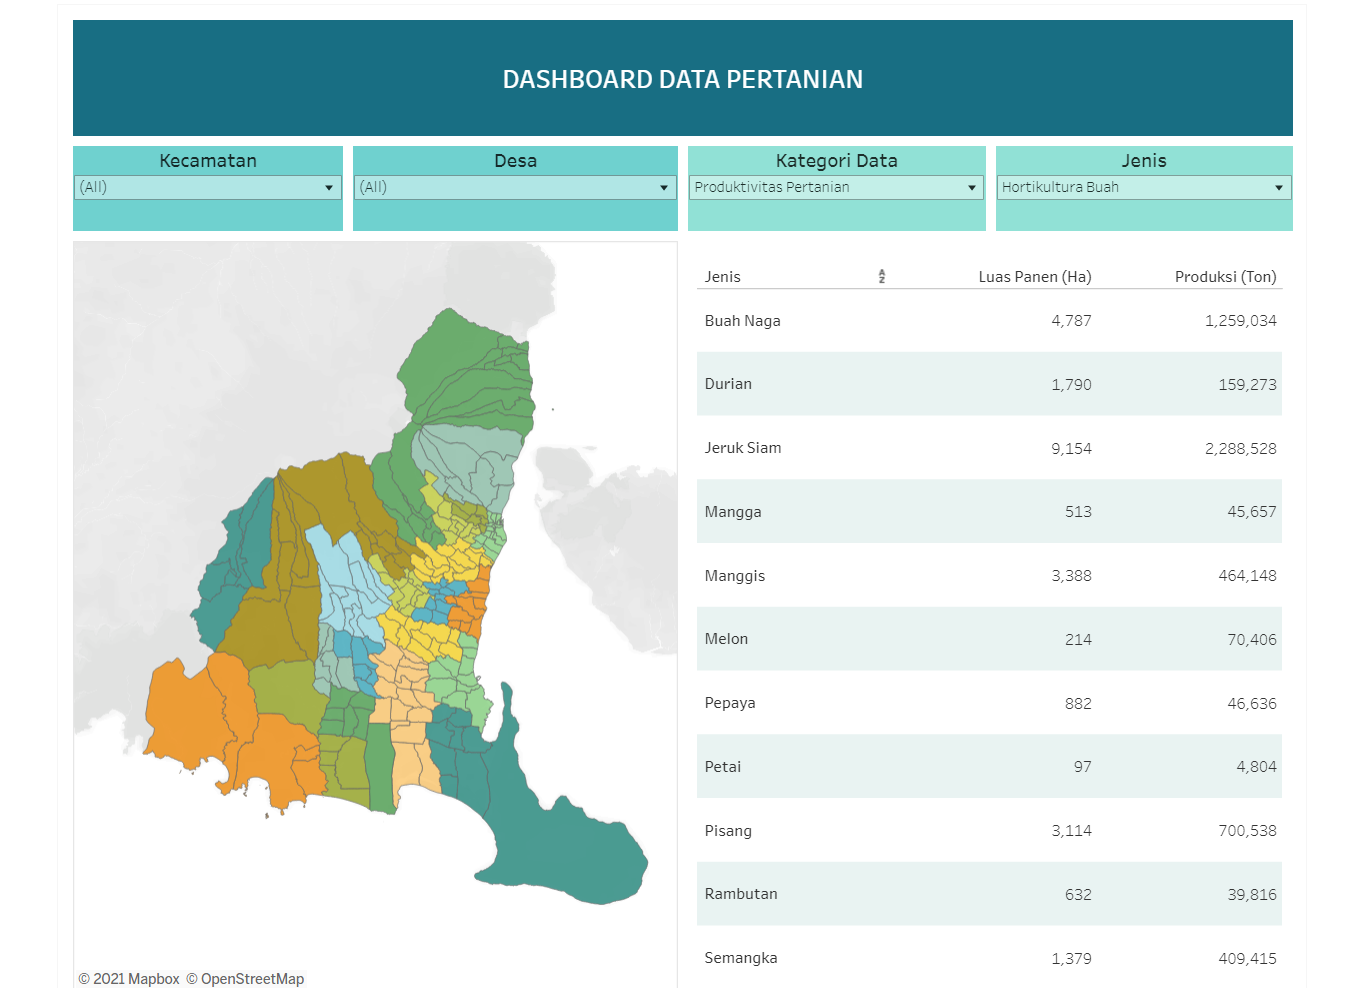 DASHBOARD DATA PERTANIAN
Kecamatan
(All)
Desa
(All)
Kategori Data
Produktivitas Pertanian
Jenis
Hortikultura Buah
Jenis A Z Luas Panen (Ha) Produksi (Ton)
Buah Naga 4,787 1,259,034
Durian 1,790 159,273
Jeruk Siam 9,154 2,288,528
Mangga 513 45,657
Manggis 3,388 464,148
Melon 214 70,406
Pepaya 882 46,636
Petai 97 4,804
Pisang 3,114 700,538
Rambutan 632 39,816
Semangka 1,379 409,415
© 2021 Mapbox © OpenStreetMap